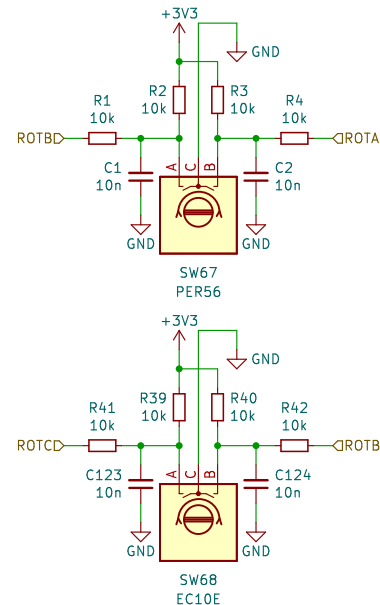 +3V3
GND
R2
10k
R3
10k
R1
10k
R4
10k
ROTB
ROTA
C1
10n
A
C
B
C2
10n
GND
GND
SW67
PER56
+3V3
GND
R39
10k
R40
10k
R41
10k
R42
10k
ROTC
ROTB
C123
10n
A
C
B
C124
10n
GND
GND
SW68
EC10E